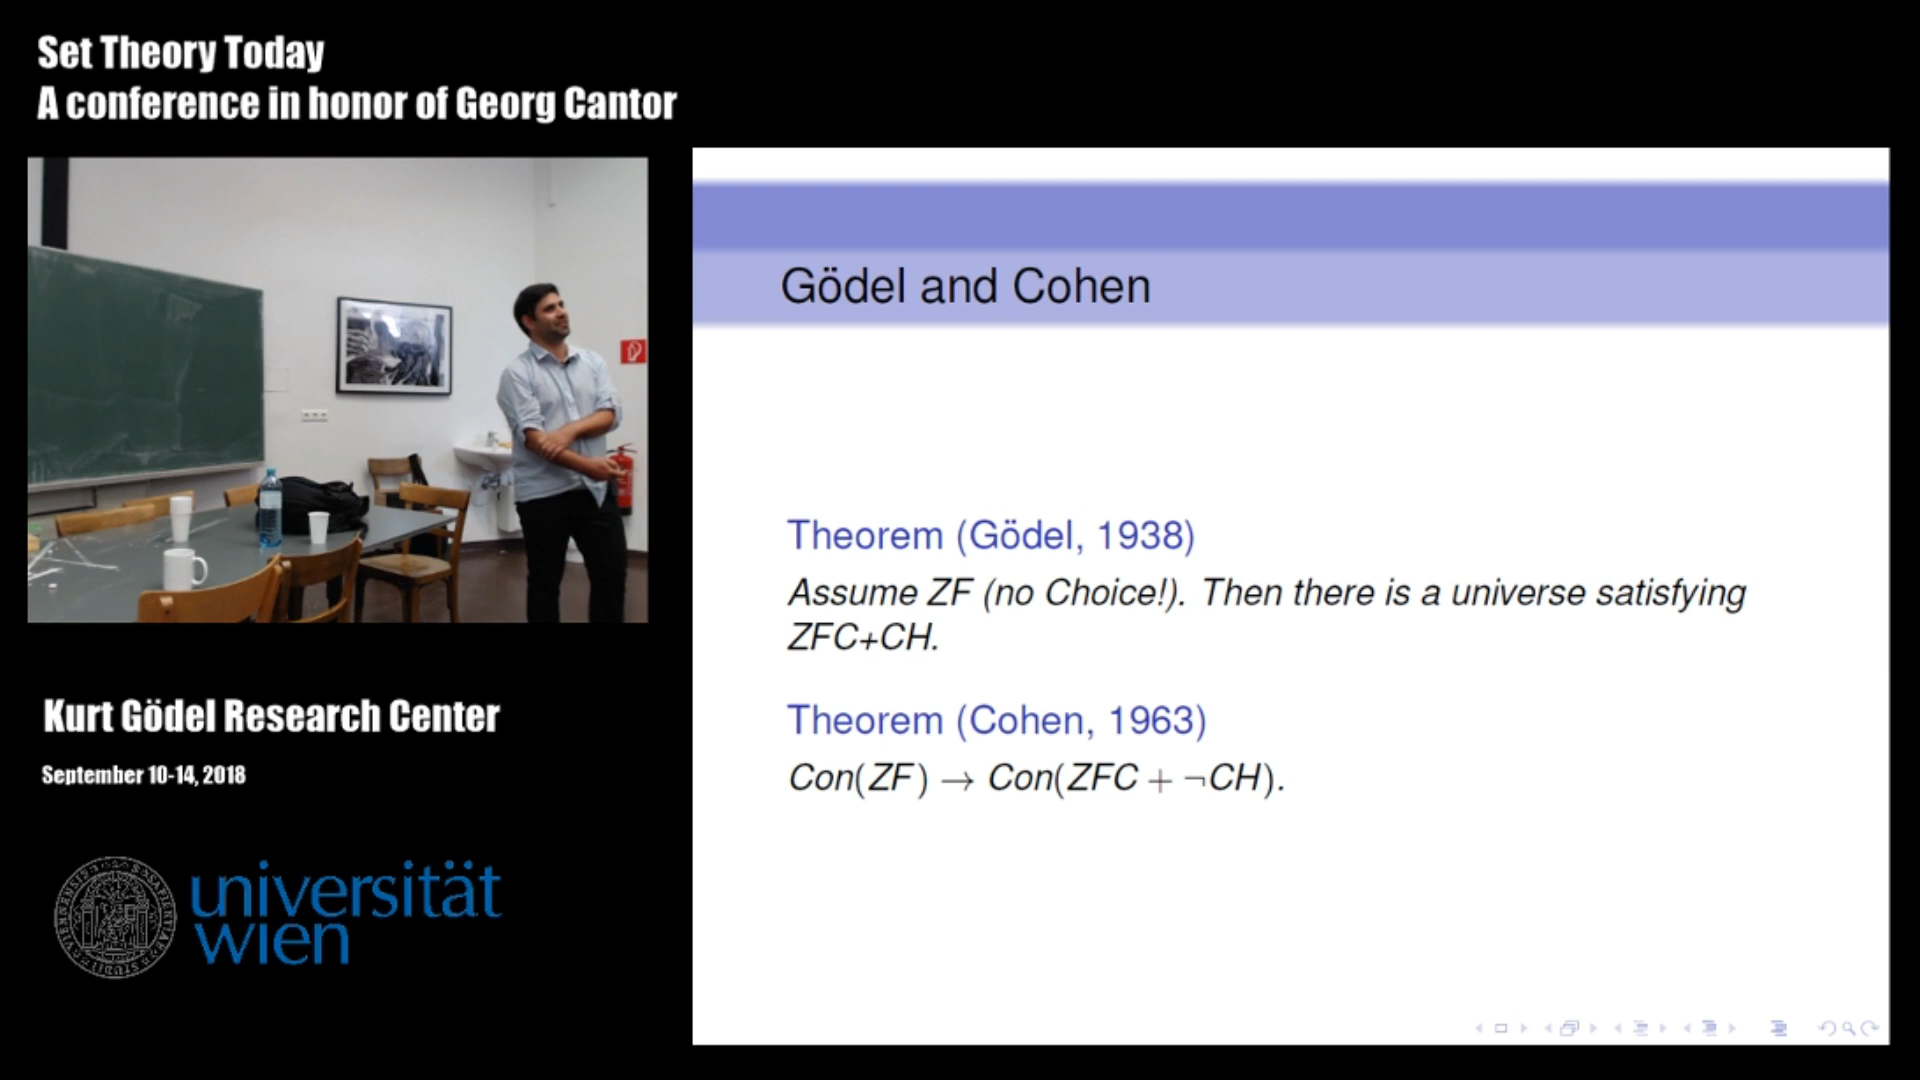 Set Theory Today
A conference in honor of Georg Cantor
Gödel and Cohen
Theorem (Gödel, 1938)
Assume ZF (no Choice!). Then there is a universe satisfying
ZFC+CH.
Theorem (Cohen, 1963)
Con(ZF) → Con(ZFC + ¬CH).
Kurt Gödel Research Center
September 10-14, 2018
universität
wien